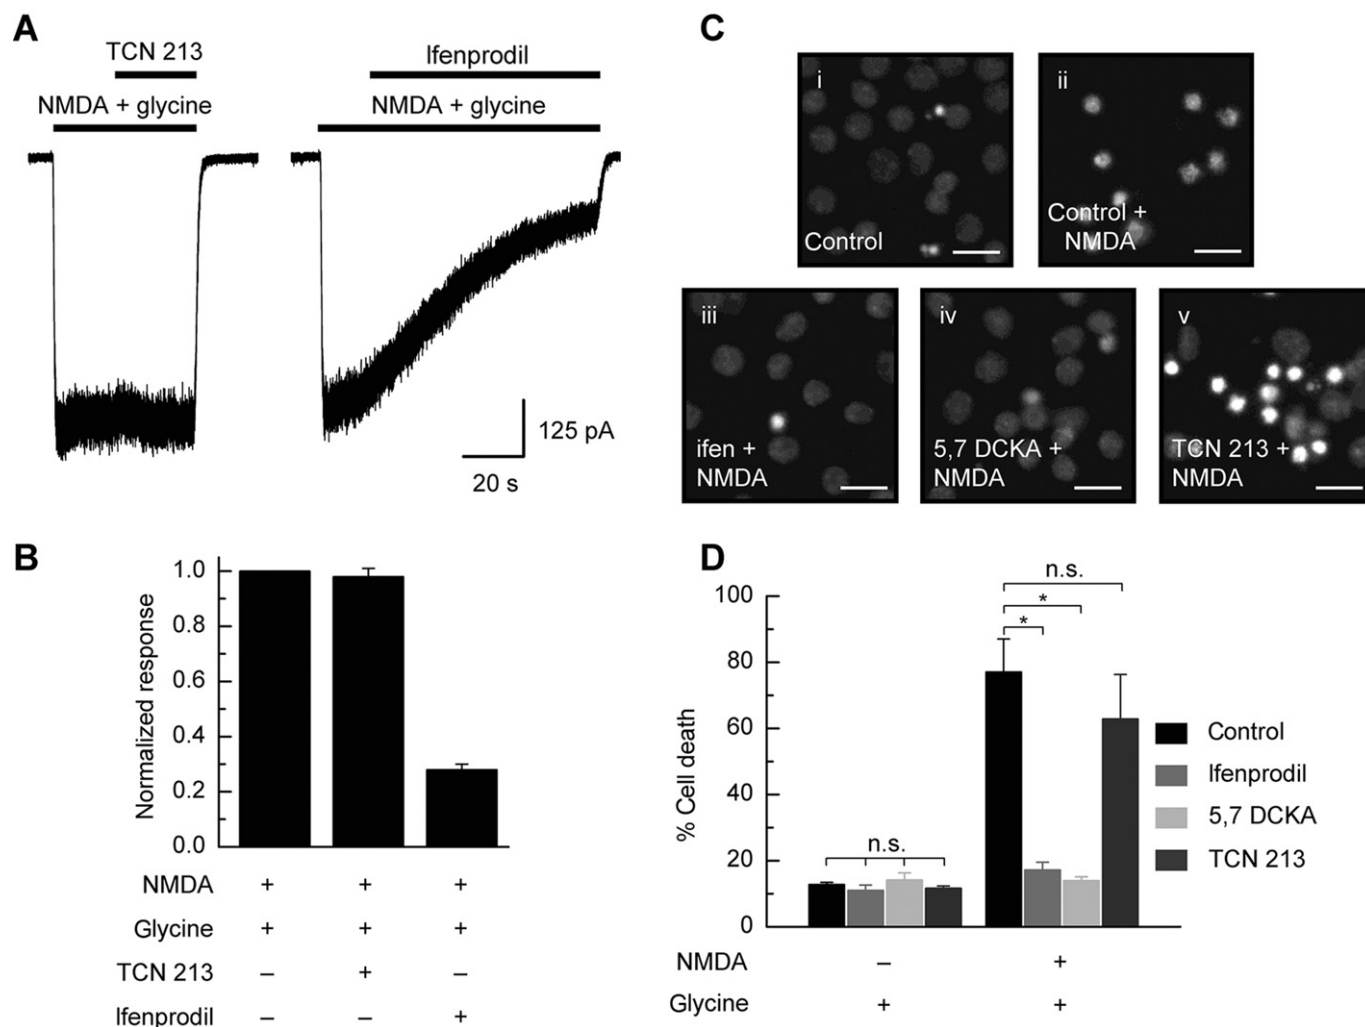 A
TCN 213
Ifenprodil
NMDA + glycine
NMDA + glycine
125 pA
20 s
B
Normalized response
1.0
0.8
0.6
0.4
0.2
0.0
NMDA + + +
Glycine + + +
TCN 213 – + –
Ifenprodil – – +
C
i
Control
ii
Control +
NMDA
iii
ifen +
NMDA
iv
5,7 DCKA +
NMDA
v
TCN 213 +
NMDA
D
% Cell death
100
80
60
40
20
0
n.s.
n.s.
*
*
Control
Ifenprodil
5,7 DCKA
TCN 213
NMDA – +
Glycine + +